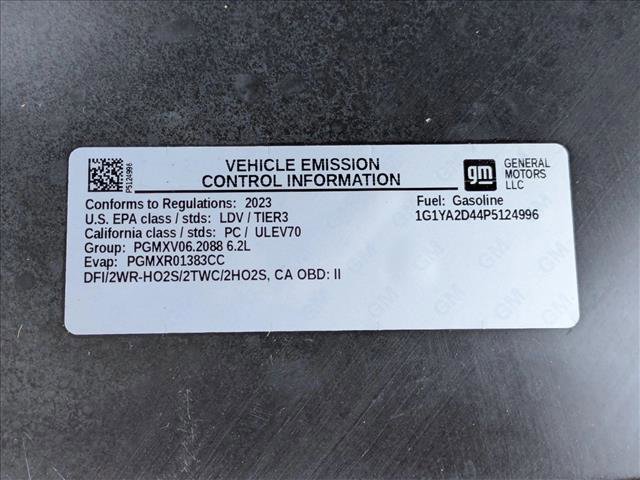 P5124996
VEHICLE EMISSION
CONTROL INFORMATION
gm
GENERAL
MOTORS
LLC
Conforms to Regulations: 2023
Fuel: Gasoline
U.S. EPA class / stds: LDV / TIER3
1G1YA2D44P5124996
California class / stds: PC / ULEV70
Group: PGMXV06.2088 6.2L
Evap: PGMXR01383CC
DFI/2WR-HO2S/2TWC/2HO2S, CA OBD: II